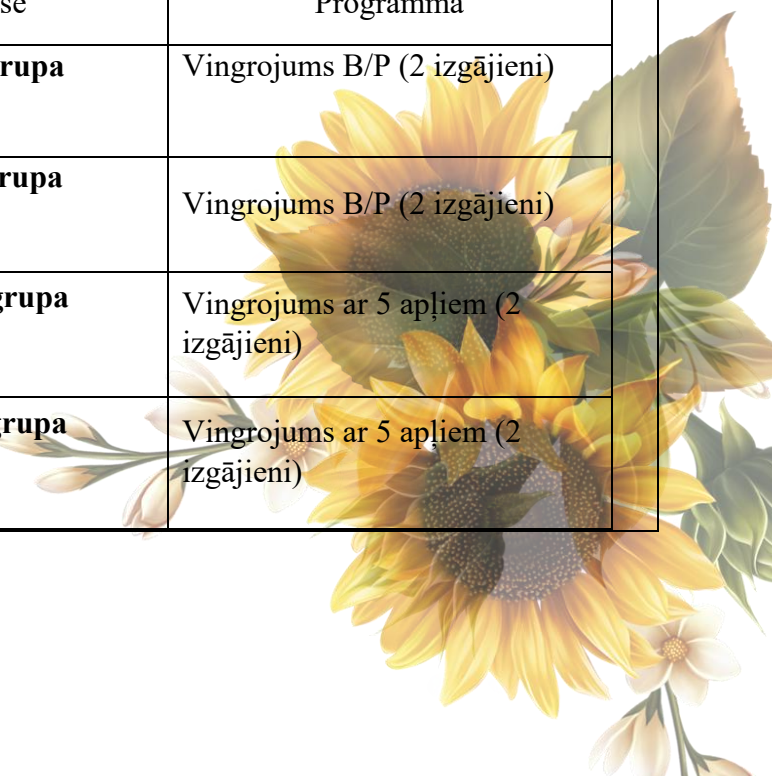 se Programma
rupa Vingrojums B/P (2 izgājieni)
rupa
Vingrojums B/P (2 izgājieni)
grupa Vingrojums ar 5 apļiem (2
izgājieni)
grupa Vingrojums ar 5 apļiem (2
izgājieni)